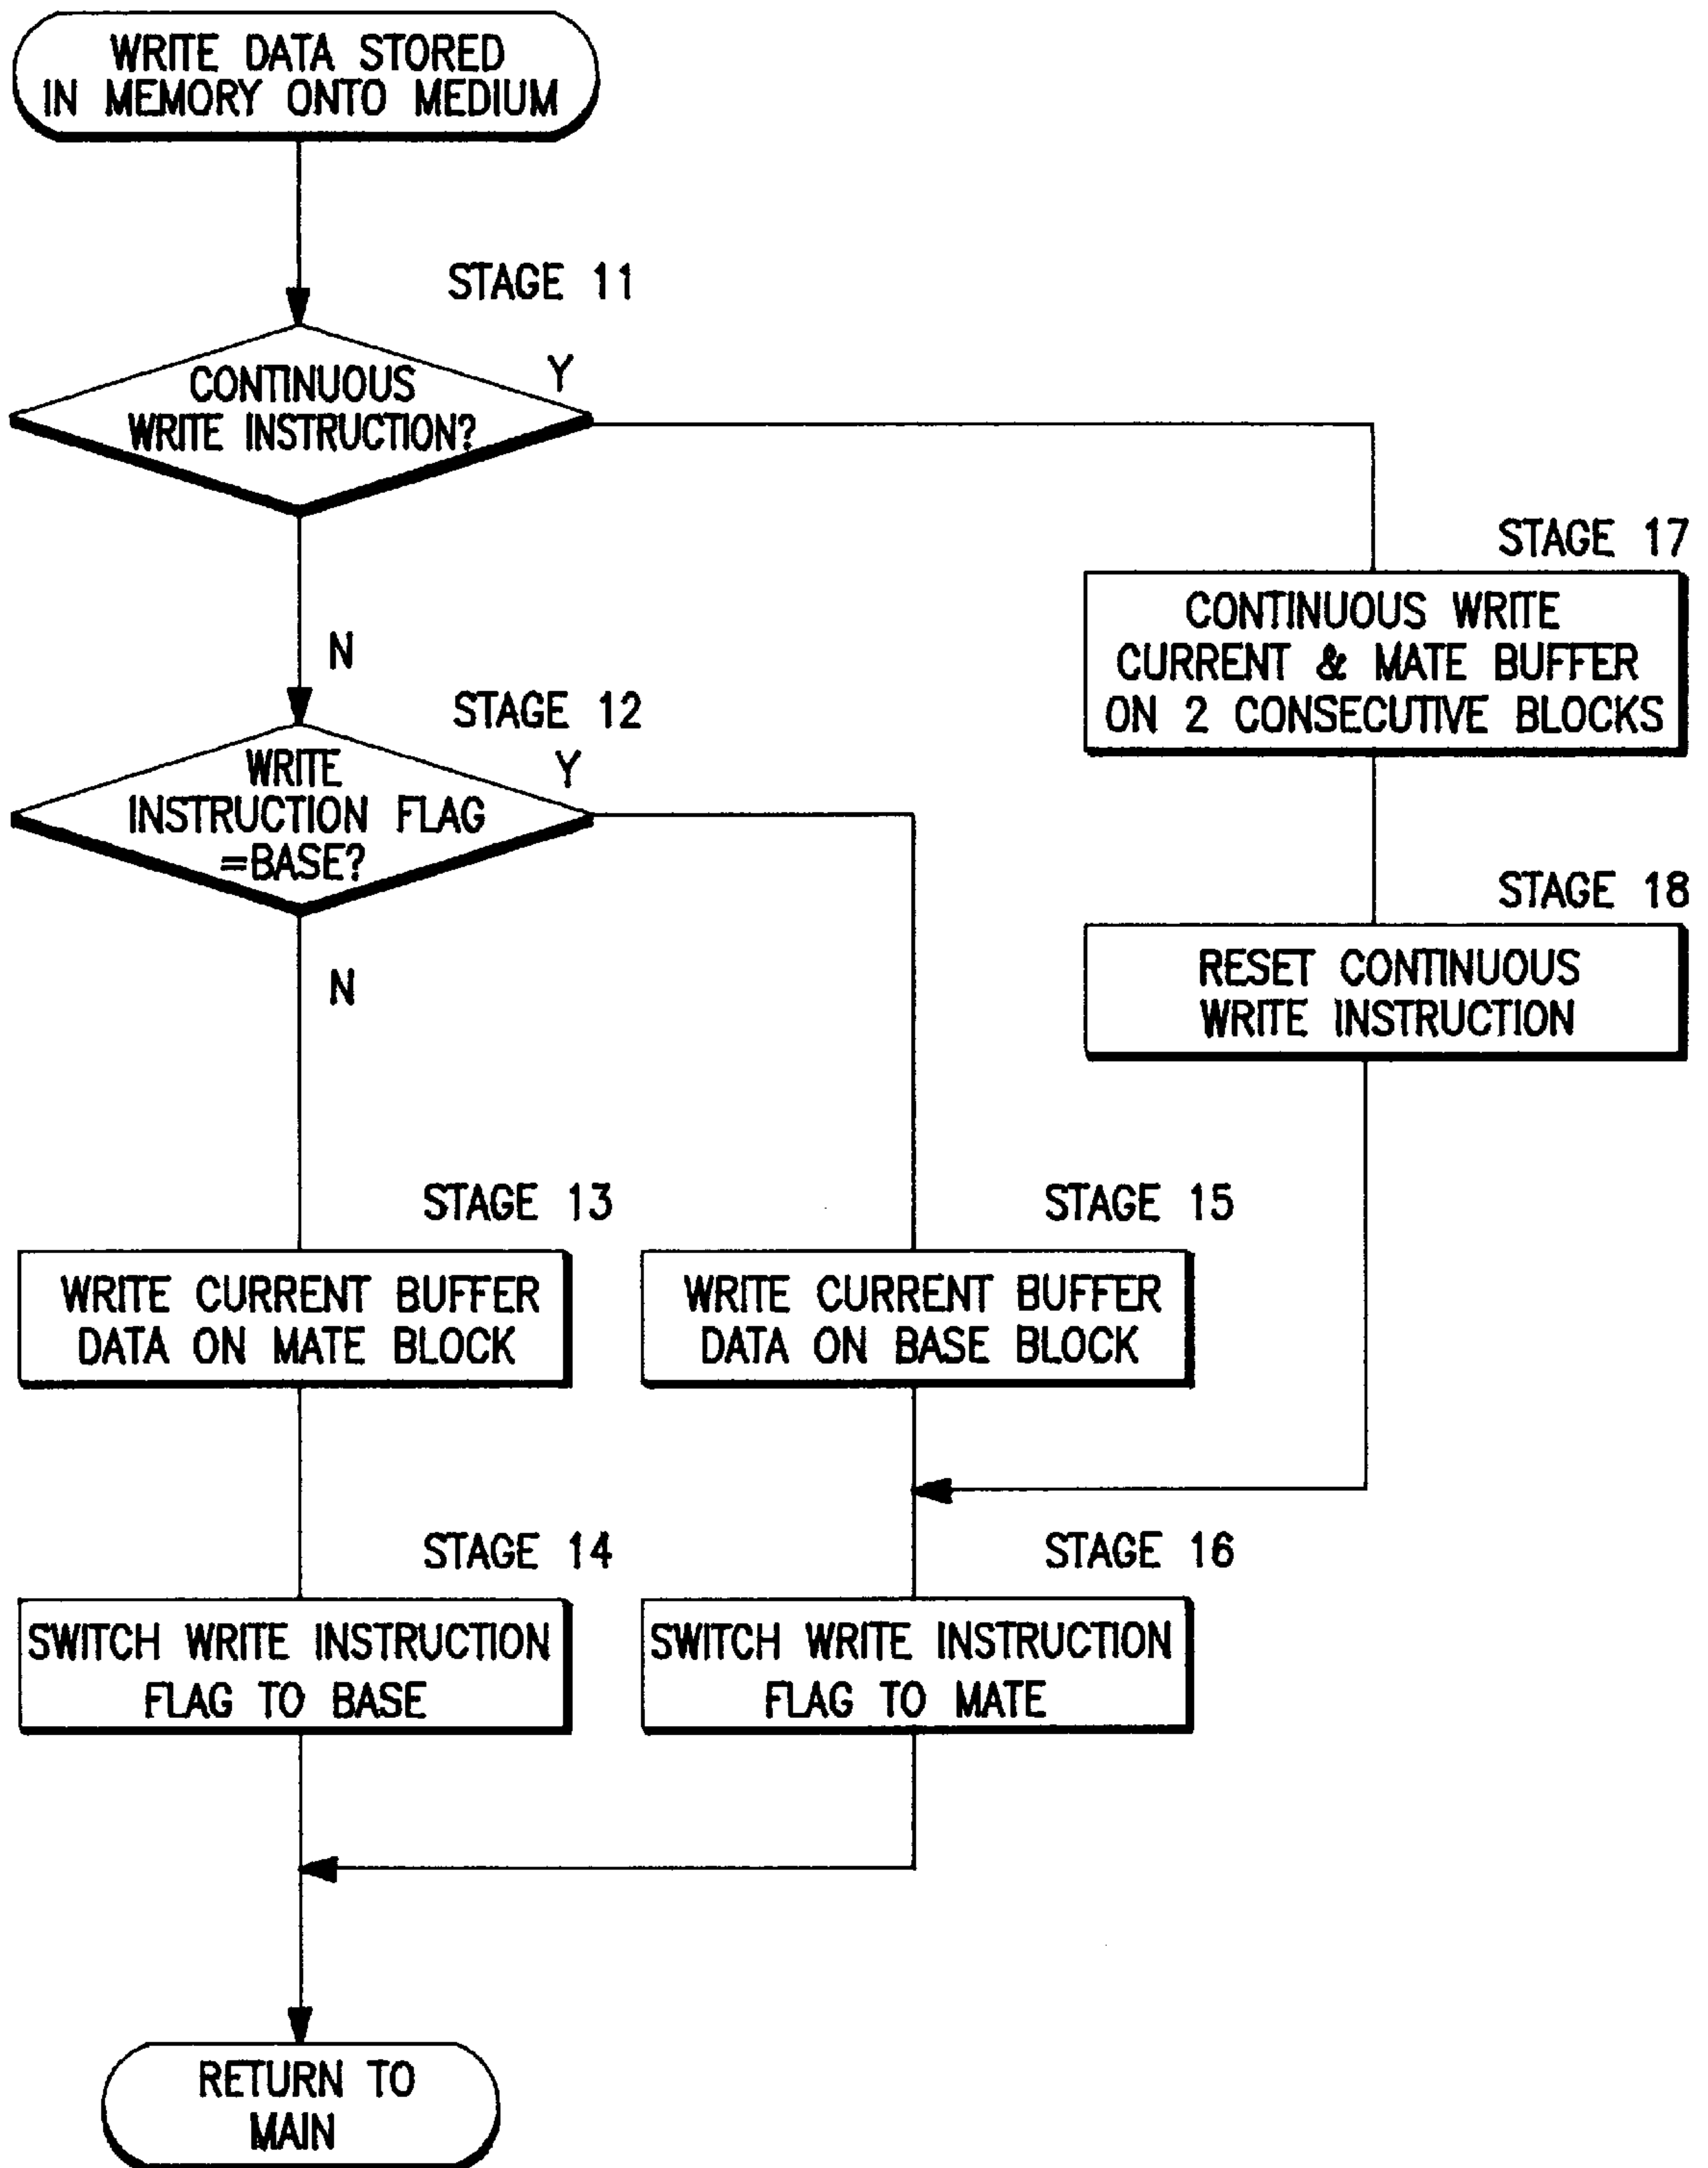 WRITE DATA STORED
IN MEMORY ONTO MEDIUM
STAGE 11
CONTINUOUS
WRITE INSTRUCTION?
Y
N
STAGE 17
CONTINUOUS WRITE
CURRENT & MATE BUFFER
ON 2 CONSECUTIVE BLOCKS
STAGE 12
WRITE
INSTRUCTION FLAG
=BASE?
Y
N
STAGE 18
RESET CONTINUOUS
WRITE INSTRUCTION
STAGE 13
WRITE CURRENT BUFFER
DATA ON MATE BLOCK
STAGE 15
WRITE CURRENT BUFFER
DATA ON BASE BLOCK
STAGE 14
SWITCH WRITE INSTRUCTION
FLAG TO BASE
STAGE 16
SWITCH WRITE INSTRUCTION
FLAG TO MATE
RETURN TO
MAIN